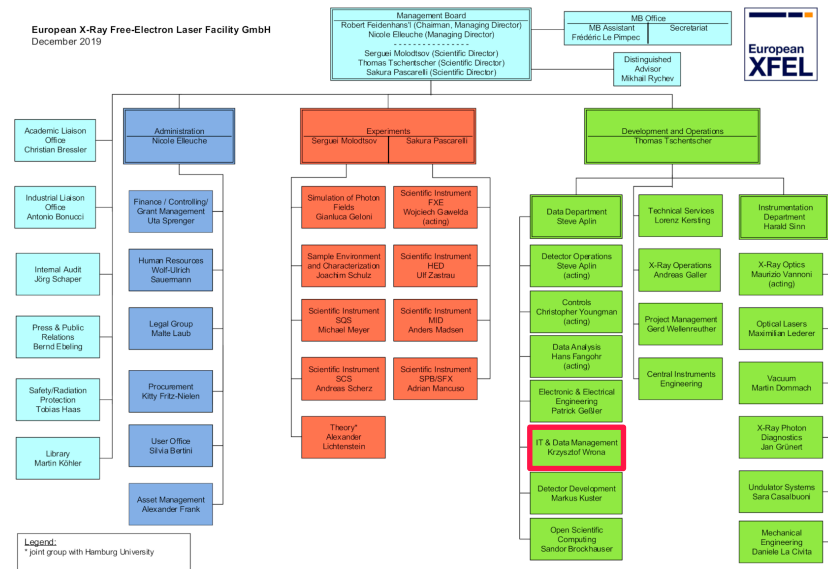 European X-Ray Free-Electron Laser Facility GmbH
December 2019
Management Board
Robert Feidenhans'l (Chairman, Managing Director)
Nicole Elleuche (Managing Director)
- - - - - - - - - - - - - - -
Serguei Molodtsov (Scientific Director)
Thomas Tschentscher (Scientific Director)
Sakura Pascarelli (Scientific Director)
MB Office
MB Assistant
Frédéric Le Pimpec
Secretariat
Distinguished
Advisor
Mikhail Rychev
European
XFEL
Academic Liaison
Office
Christian Bressler
Industrial Liaison
Office
Antonio Bonucci
Internal Audit
Jörg Schaper
Press & Public
Relations
Bernd Ebeling
Safety/Radiation
Protection
Tobias Haas
Library
Martin Köhler
Administration
Nicole Elleuche
Finance / Controlling/
Grant Management
Uta Sprenger
Human Resources
Wolf-Ulrich
Sauermann
Legal Group
Malte Laub
Procurement
Kitty Fritz-Nielen
User Office
Silvia Bertini
Asset Management
Alexander Frank
Experiments
Serguei Molodtsov
Sakura Pascarelli
Simulation of Photon
Fields
Gianluca Geloni
Sample Environment
and Characterization
Joachim Schulz
Scientific Instrument
SQS
Michael Meyer
Scientific Instrument
SCS
Andreas Scherz
Theory*
Alexander
Lichtenstein
Scientific Instrument
FXE
Wojciech Gawelda
(acting)
Scientific Instrument
HED
Ulf Zastrau
Scientific Instrument
MID
Anders Madsen
Scientific Instrument
SPB/SFX
Adrian Mancuso
Development and Operations
Thomas Tschentscher
Data Department
Steve Aplin
Detector Operations
Steve Aplin
(acting)
Controls
Christopher Youngman
(acting)
Data Analysis
Hans Fangohr
(acting)
Electronic & Electrical
Engineering
Patrick Geßler
IT & Data Management
Krzysztof Wrona
Detector Development
Markus Kuster
Open Scientific
Computing
Sandor Brockhauser
Technical Services
Lorenz Kersting
X-Ray Operations
Andreas Galler
Project Management
Gerd Wellenreuther
Central Instruments
Engineering
Instrumentation
Department
Harald Sinn
X-Ray Optics
Maurizio Vannoni
(acting)
Optical Lasers
Maximilian Lederer
Vacuum
Martin Dommach
X-Ray Photon
Diagnostics
Jan Grünert
Undulator Systems
Sara Casalbuoni
Mechanical
Engineering
Daniele La Civita
Legend:
* joint group with Hamburg University